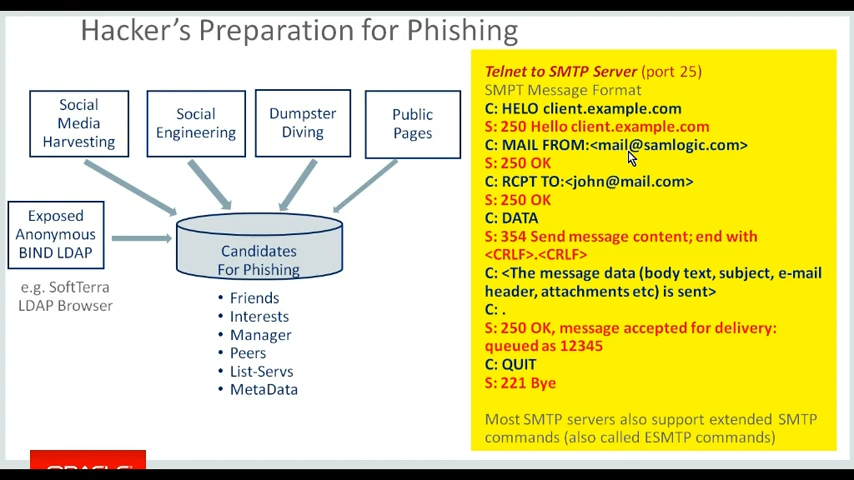 Hacker's Preparation for Phishing
Social
Media
Harvesting
Social
Engineering
Dumpster
Diving
Public
Pages
Exposed
Anonymous
BIND LDAP
e.g. SoftTerra
LDAP Browser
Candidates
For Phishing
• Friends
• Interests
• Manager
• Peers
• List-Servs
• MetaData
Telnet to SMTP Server (port 25)
SMPT Message Format
C: HELO client.example.com
S: 250 Hello client.example.com
C: MAIL FROM:<mail@samlogic.com>
S: 250 OK
C: RCPT TO:<john@mail.com>
S: 250 OK
C: DATA
S: 354 Send message content; end with
<CRLF>.<CRLF>
C: <The message data (body text, subject, e-mail
header, attachments etc) is sent>
C: .
S: 250 OK, message accepted for delivery:
queued as 12345
C: QUIT
S: 221 Bye
Most SMTP servers also support extended SMTP
commands (also called ESMTP commands)
ORACLE